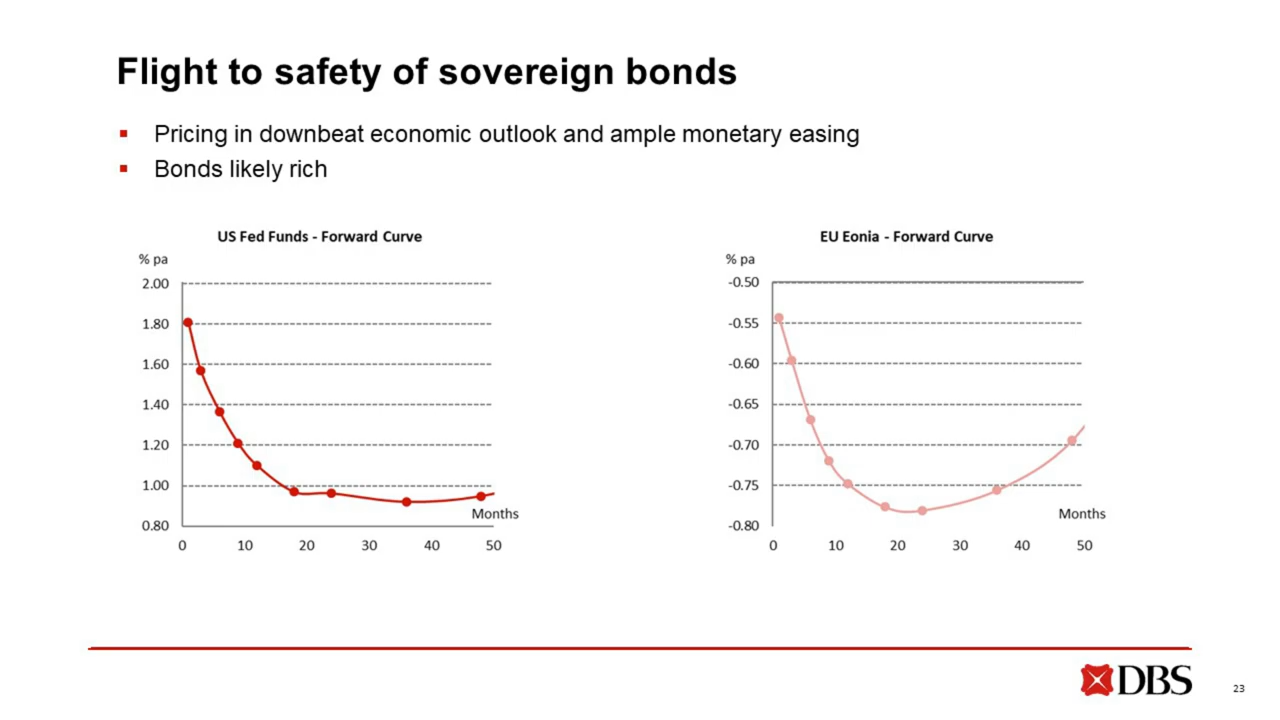 Flight to safety of sovereign bonds
Pricing in downbeat economic outlook and ample monetary easing
Bonds likely rich
US Fed Funds - Forward Curve
% pa
2.00
1.80
1.60
1.40
1.20
1.00
0.80
Months
0 10 20 30 40 50
EU Eonia - Forward Curve
% pa
-0.50
-0.55
-0.60
-0.65
-0.70
-0.75
-0.80
Months
0 10 20 30 40 50
DBS
23